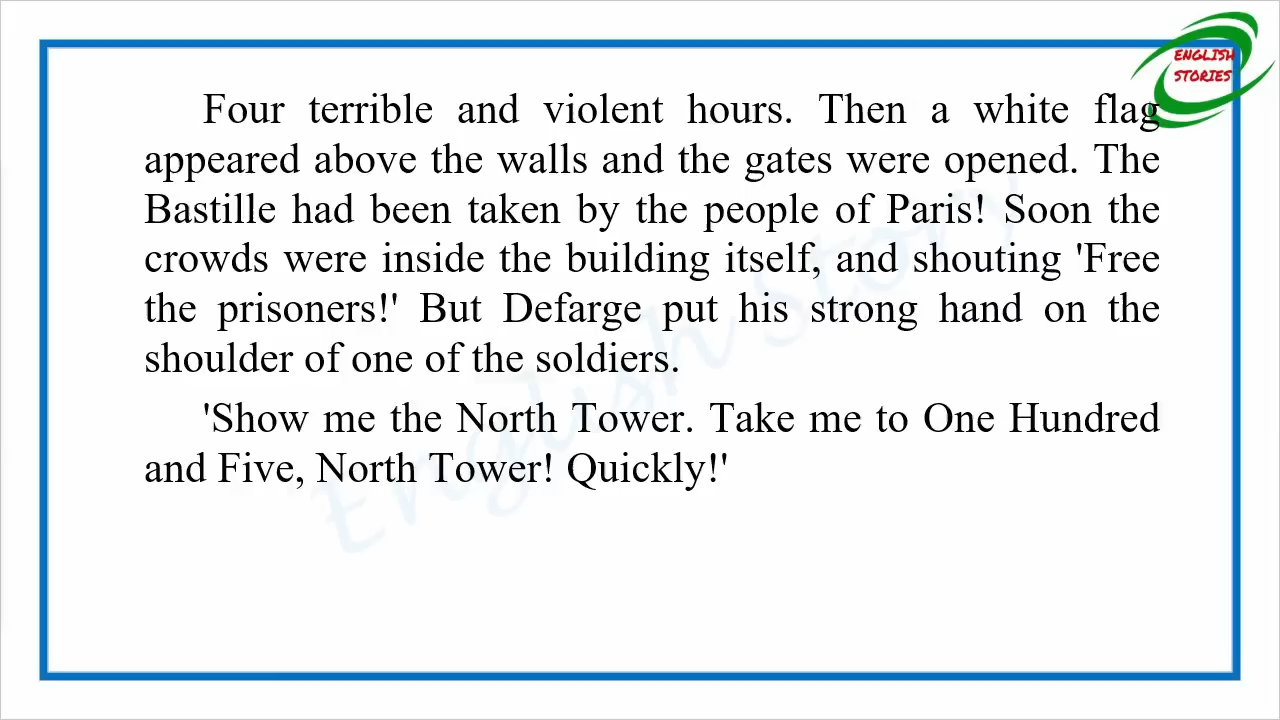 ENGLISH
STORIES
Four terrible and violent hours. Then a white flag
appeared above the walls and the gates were opened. The
Bastille had been taken by the people of Paris! Soon the
crowds were inside the building itself, and shouting 'Free
the prisoners!' But Defarge put his strong hand on the
shoulder of one of the soldiers.
'Show me the North Tower. Take me to One Hundred
and Five, North Tower! Quickly!'
English Story